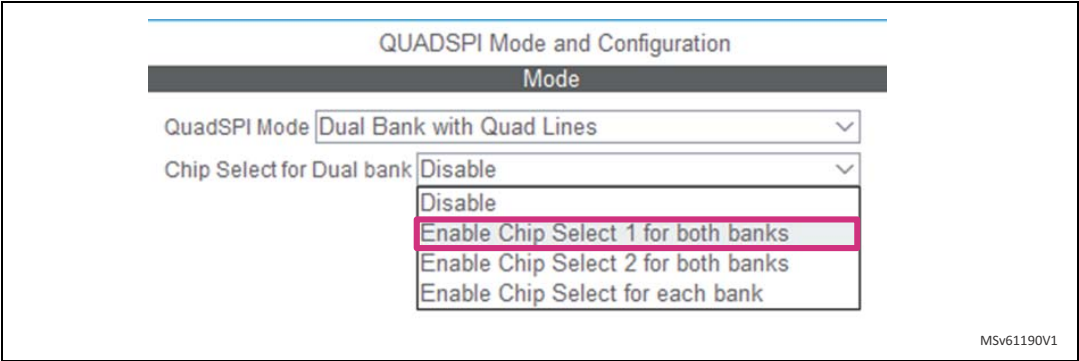 QUADSPI Mode and Configuration
Mode
QuadSPI Mode Dual Bank with Quad Lines
Chip Select for Dual bank Disable
Disable
Enable Chip Select 1 for both banks
Enable Chip Select 2 for both banks
Enable Chip Select for each bank
MSv61190V1